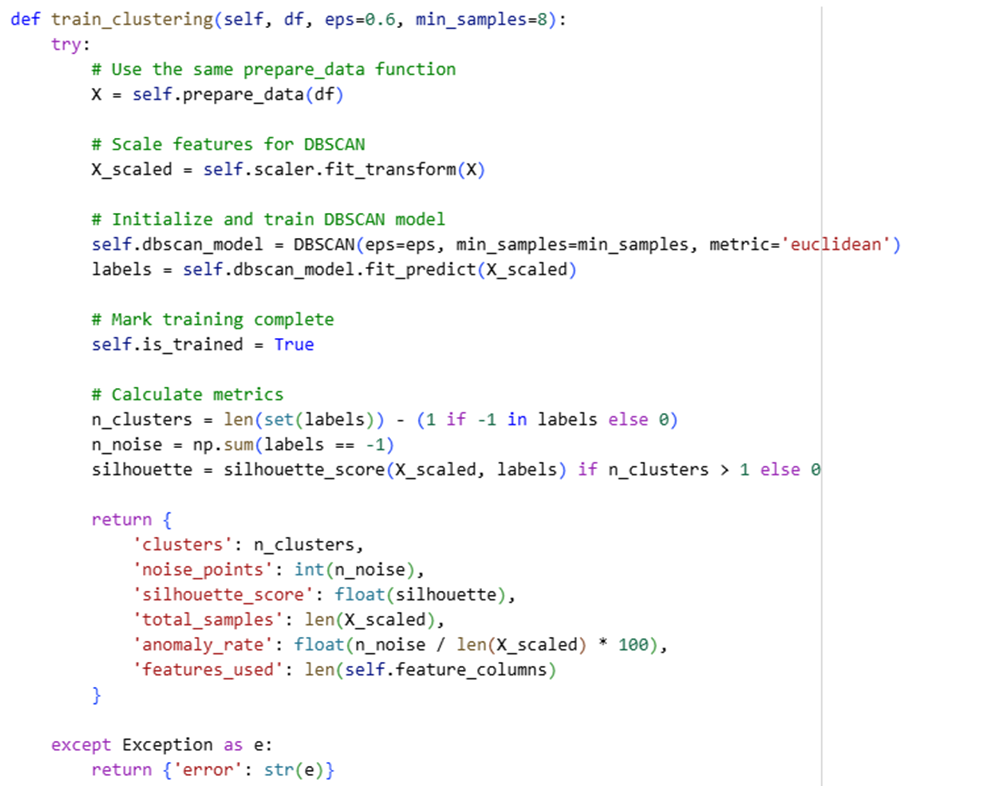 def train_clustering(self, df, eps=0.6, min_samples=8):
    try:
        # Use the same prepare_data function
        X = self.prepare_data(df)

        # Scale features for DBSCAN
        X_scaled = self.scaler.fit_transform(X)

        # Initialize and train DBSCAN model
        self.dbscan_model = DBSCAN(eps=eps, min_samples=min_samples, metric='euclidean')
        labels = self.dbscan_model.fit_predict(X_scaled)

        # Mark training complete
        self.is_trained = True

        # Calculate metrics
        n_clusters = len(set(labels)) - (1 if -1 in labels else 0)
        n_noise = np.sum(labels == -1)
        silhouette = silhouette_score(X_scaled, labels) if n_clusters > 1 else 0

        return {
            'clusters': n_clusters,
            'noise_points': int(n_noise),
            'silhouette_score': float(silhouette),
            'total_samples': len(X_scaled),
            'anomaly_rate': float(n_noise / len(X_scaled) * 100),
            'features_used': len(self.feature_columns)
        }

    except Exception as e:
        return {'error': str(e)}